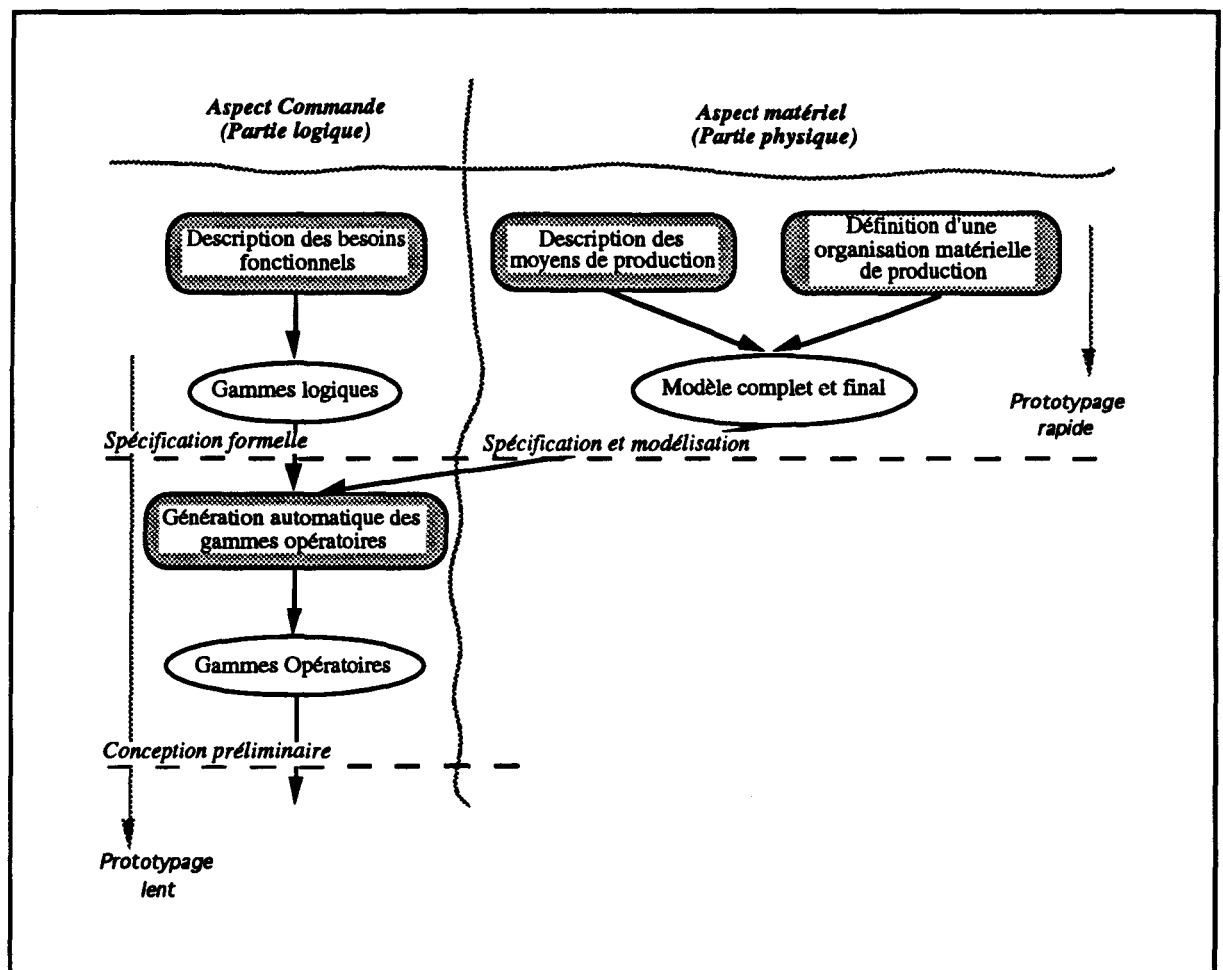 Aspect Commande
(Partie logique)
Aspect matériel
(Partie physique)
Description des besoins
fonctionnels
Description des
moyens de production
Définition d'une
organisation matérielle
de production
Gammes logiques
Modèle complet et final
Prototypage
rapide
Spécification formelle
Spécification et modélisation
Génération automatique des
gammes opératoires
Gammes Opératoires
Conception préliminaire
Prototypage
lent